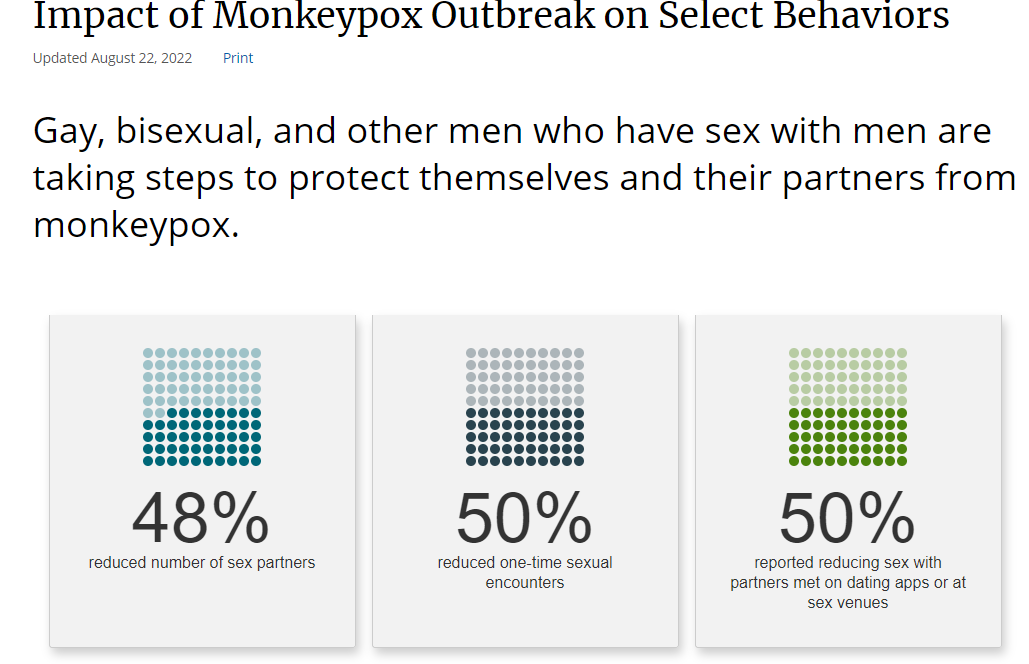 Impact of Monkeypox Outbreak on Select Behaviors
Updated August 22, 2022 Print
Gay, bisexual, and other men who have sex with men are
taking steps to protect themselves and their partners from
monkeypox.
48%
reduced number of sex partners
50%
reduced one-time sexual
encounters
50%
reported reducing sex with
partners met on dating apps or at
sex venues